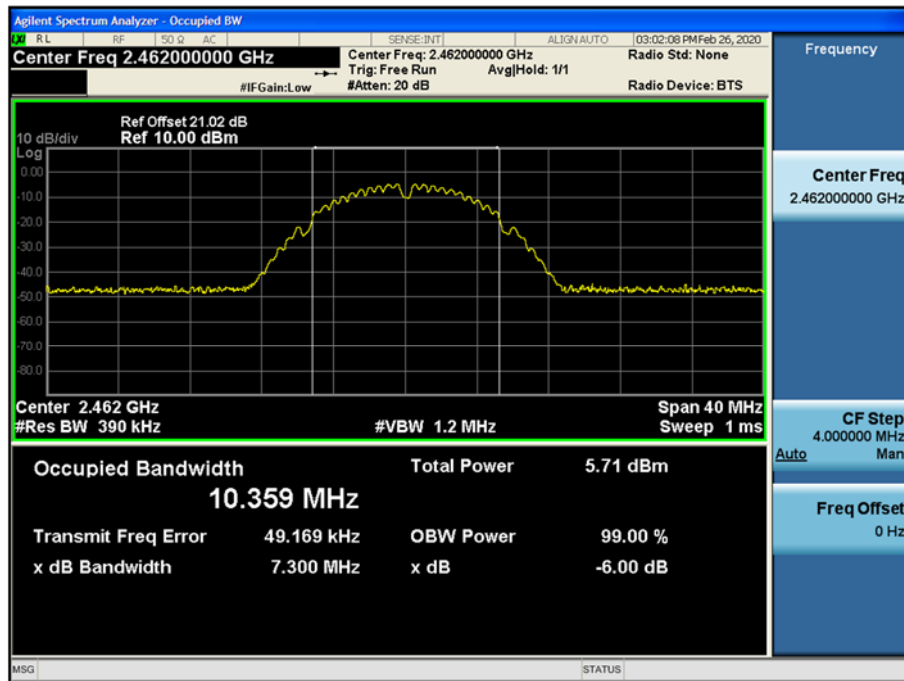 Agilent Spectrum Analyzer - Occupied BW
LXI RL RF 50 Ω AC SENSE:INT ALIGN AUTO 03:02:08 PM Feb 26, 2020
Center Freq 2.462000000 GHz Center Freq: 2.462000000 GHz Radio Std: None Frequency
Trig: Free Run Avg|Hold: 1/1
#IFGain:Low #Atten: 20 dB Radio Device: BTS
Ref Offset 21.02 dB
10 dB/div Ref 10.00 dBm
Log
0.00
-10.0
-20.0
-30.0
-40.0
-50.0
-60.0
-70.0
-80.0
Center 2.462 GHz Span 40 MHz
#Res BW 390 kHz #VBW 1.2 MHz Sweep 1 ms
Occupied Bandwidth Total Power 5.71 dBm
10.359 MHz
Transmit Freq Error 49.169 kHz OBW Power 99.00 %
x dB Bandwidth 7.300 MHz x dB -6.00 dB
Center Freq
2.462000000 GHz
CF Step
4.000000 MHz
Auto Man
Freq Offset
0 Hz
MSG STATUS